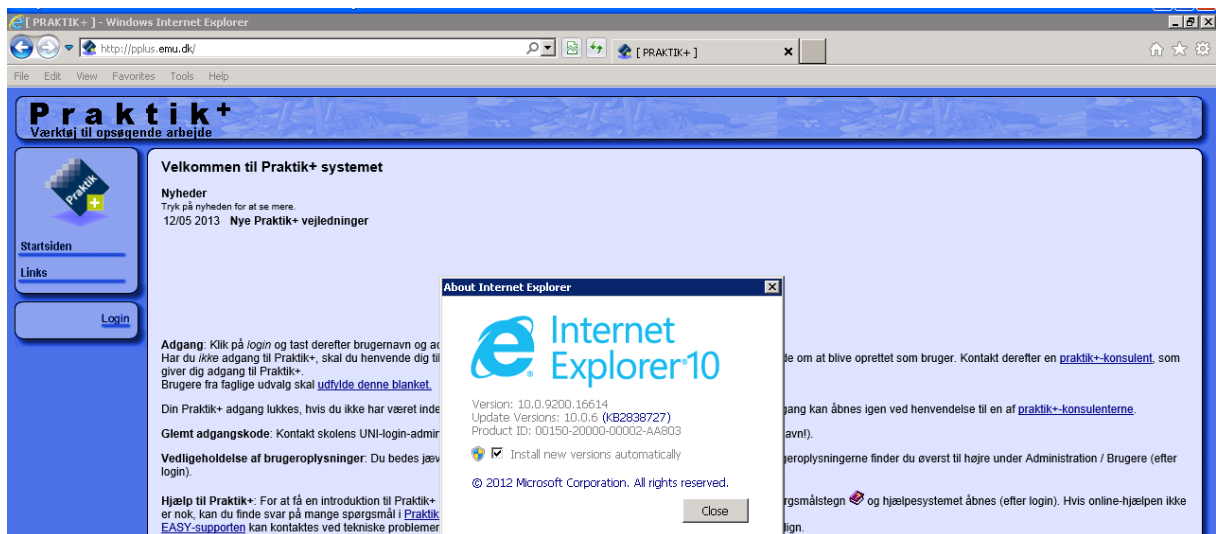 [ PRAKTIK+ ] - Windows Internet Explorer
http://pplus.emu.dk/
[ PRAKTIK+ ]
File Edit View Favorites Tools Help
Praktik+
Værktøj til opsøgende arbejde
Praktik
Startsiden
Links
Login
Velkommen til Praktik+ systemet
Nyheder
Tryk på nyheden for at se mere.
12/05 2013 Nye Praktik+ vejledninger
Adgang: Klik på login og tast derefter brugernavn og
Har du ikke adgang til Praktik+, skal du henvende dig til
de om at blive oprettet som bruger. Kontakt derefter en praktik+-konsulent, som
giver dig adgang til Praktik+.
Brugere fra faglige udvalg skal udfylde denne blanket.
Din Praktik+ adgang lukkes, hvis du ikke har været inde
gang kan åbnes igen ved henvendelse til en af praktik+-konsulenterne.
Glemt adgangskode: Kontakt skolens UNI-login-admin
avn!).
Vedligeholdelse af brugeroplysninger: Du bedes jæv
geroplysningerne finder du øverst til højre under Administration / Brugere (efter
login).
Hjælp til Praktik+: For at få en introduktion til Praktik+
rgsmålstegn og hjælpesystemet åbnes (efter login). Hvis online-hjælpen ikke
er nok, kan du finde svar på mange spørgsmål i Praktik
EASY-supporten kan kontaktes ved tekniske problemer
lign.
About Internet Explorer
Internet
Explorer 10
Version: 10.0.9200.16614
Update Versions: 10.0.6 (KB2838727)
Product ID: 00150-20000-00002-AA803
Install new versions automatically
© 2012 Microsoft Corporation. All rights reserved.
Close